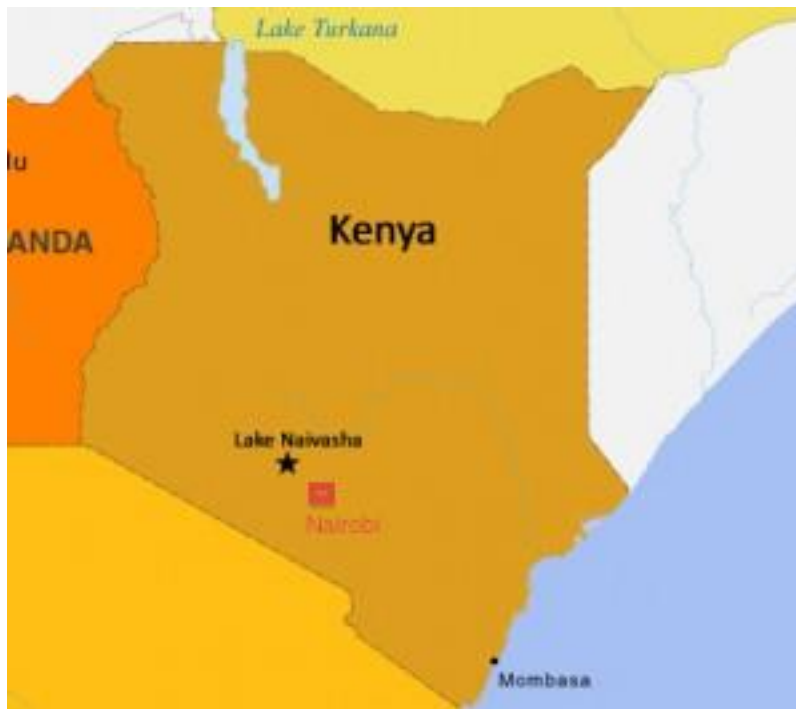 Lake Turkana
lu
ANDA
Kenya
Lake Naivasha
Nairobi
Mombasa